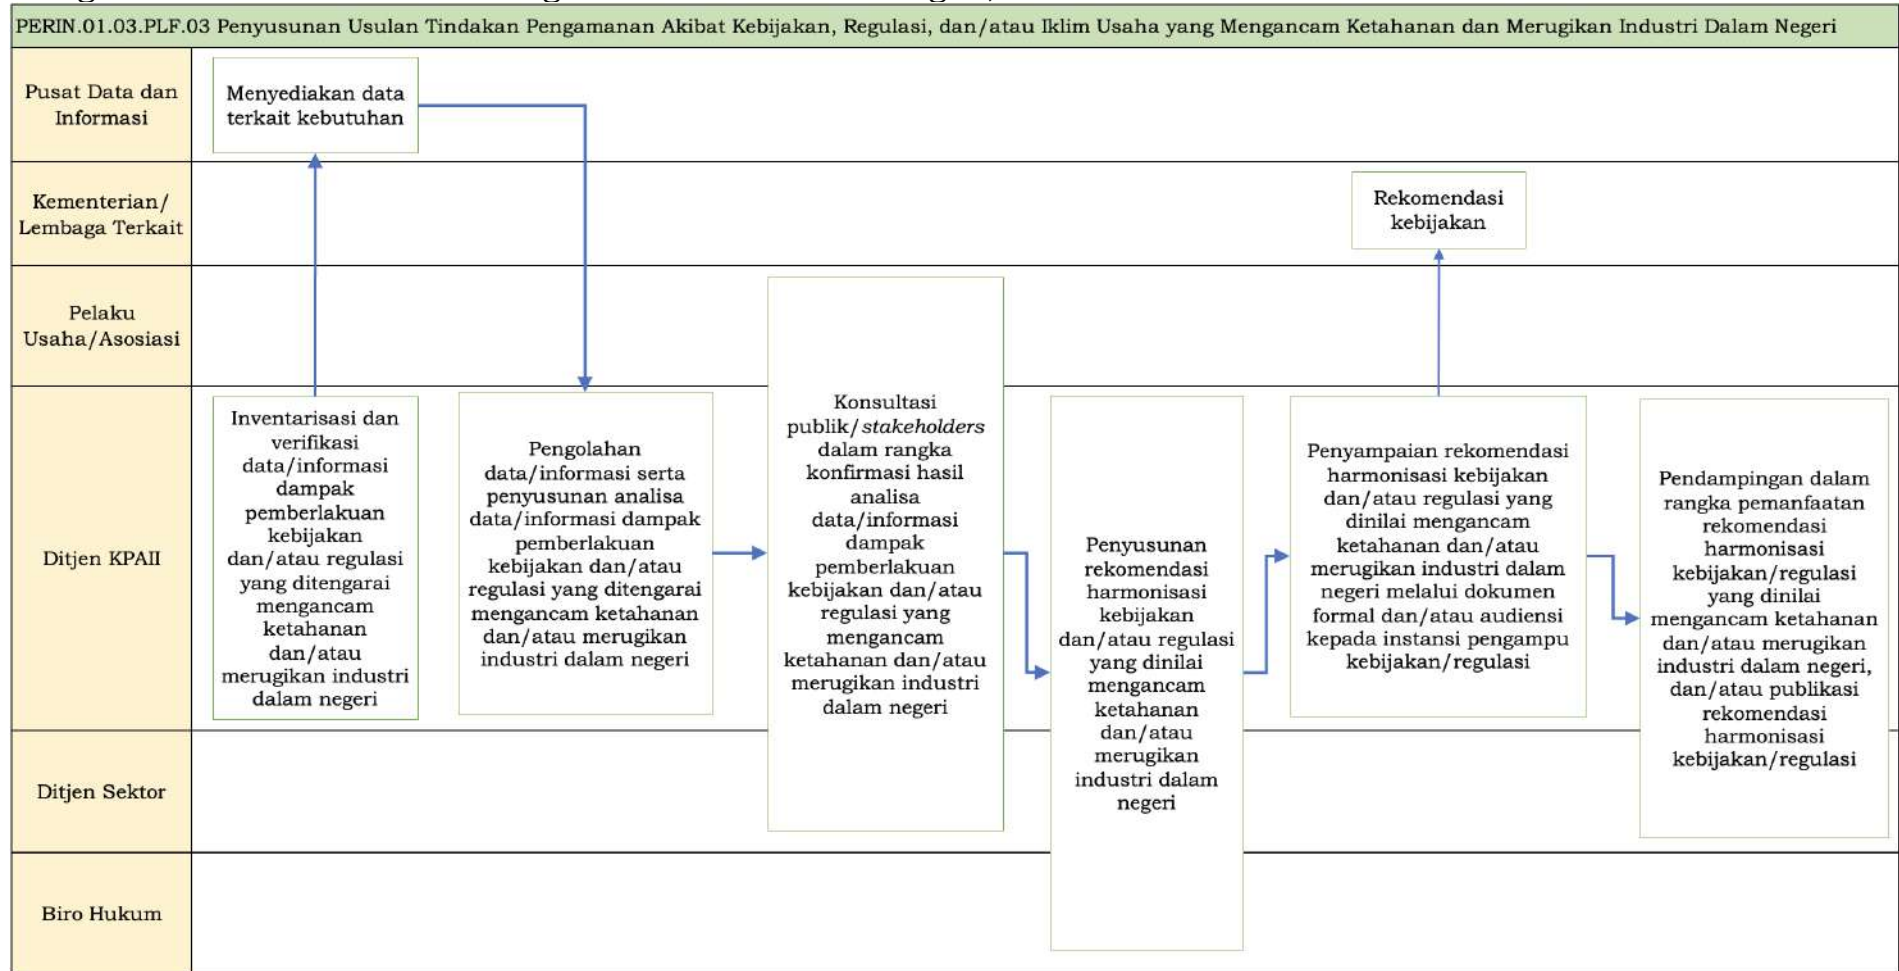 PERIN.01.03.PLF.03 Penyusunan Usulan Tindakan Pengamanan Akibat Kebijakan, Regulasi, dan/atau Iklim Usaha yang Mengancam Ketahanan dan Merugikan Industri Dalam Negeri
Pusat Data dan
Informasi
Menyediakan data
terkait kebutuhan
Kementerian/
Lembaga Terkait
Rekomendasi
kebijakan
Pelaku
Usaha/Asosiasi
Ditjen KPAII
Inventarisasi dan
verifikasi
data/informasi
dampak
pemberlakuan
kebijakan
dan/atau regulasi
yang ditengarai
mengancam
ketahanan
dan/atau
merugikan industri
dalam negeri
Pengolahan
data/informasi serta
penyusunan analisa
data/informasi dampak
pemberlakuan
kebijakan dan/atau
regulasi yang ditengarai
mengancam ketahanan
dan/atau merugikan
industri dalam negeri
Konsultasi
publik/stakeholders
dalam rangka
konfirmasi hasil
analisa
data/informasi
dampak
pemberlakuan
kebijakan dan/atau
regulasi yang
mengancam
ketahanan dan/atau
merugikan industri
dalam negeri
Penyusunan
rekomendasi
harmonisasi
kebijakan
dan/atau regulasi
yang dinilai
mengancam
ketahanan
dan/atau
merugikan
industri dalam
negeri
Penyampaian rekomendasi
harmonisasi kebijakan
dan/atau regulasi yang
dinilai mengancam
ketahanan dan/atau
merugikan industri dalam
negeri melalui dokumen
formal dan/atau audiensi
kepada instansi pengampu
kebijakan/regulasi
Pendampingan dalam
rangka pemanfaatan
rekomendasi
harmonisasi
kebijakan/regulasi
yang dinilai
mengancam ketahanan
dan/atau merugikan
industri dalam negeri,
dan/atau publikasi
rekomendasi
harmonisasi
kebijakan/regulasi
Ditjen Sektor
Biro Hukum